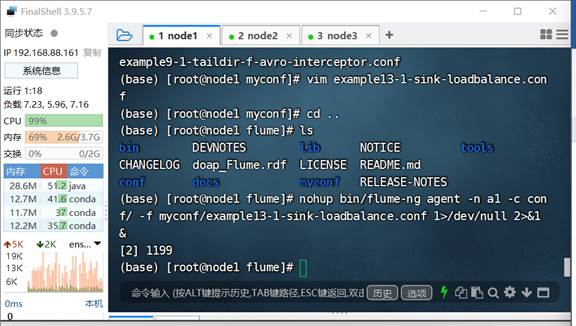 FinalShell 3.9.5.7
同步状态
IP 192.168.88.161 复制
系统信息
运行 1:18
负载 7.23, 5.96, 7.16
CPU 99%
内存 69% 2.6G/3.7G
交换 0% 0/2G
内存 CPU 命令
28.6M 51.2 java
12.7M 41.6 conda
11.7M 37 conda
12.2M 35.7 conda
5K 2K ens...
19K
13K
6K
0ms 本机
0
1 node1 2 node2 3 node3 +
example9-1-taildir-f-avro-interceptor.conf
(base) [root@node1 myconf]# vim example13-1-sink-loadbalance.con
f
(base) [root@node1 myconf]# cd ..
(base) [root@node1 flume]# ls
bin DEVNOTES lib NOTICE tools
CHANGELOG doap_Flume.rdf LICENSE README.md
conf docs myconf RELEASE-NOTES
(base) [root@node1 flume]# nohup bin/flume-ng agent -n a1 -c con
f/ -f myconf/example13-1-sink-loadbalance.conf 1>/dev/null 2>&1
&
[2] 1199
(base) [root@node1 flume]#
命令输入 (按ALT键提示历史,TAB键路径,ESC键返回,双击 历史 选项